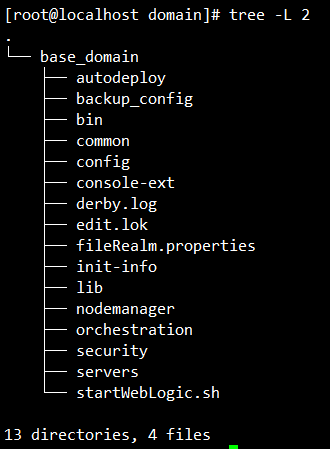 [root@localhost domain]# tree -L 2
.
└── base_domain
    ├── autodeploy
    ├── backup_config
    ├── bin
    ├── common
    ├── config
    ├── console-ext
    ├── derby.log
    ├── edit.lok
    ├── fileRealm.properties
    ├── init-info
    ├── lib
    ├── nodemanager
    ├── orchestration
    ├── security
    ├── servers
    └── startWebLogic.sh

13 directories, 4 files